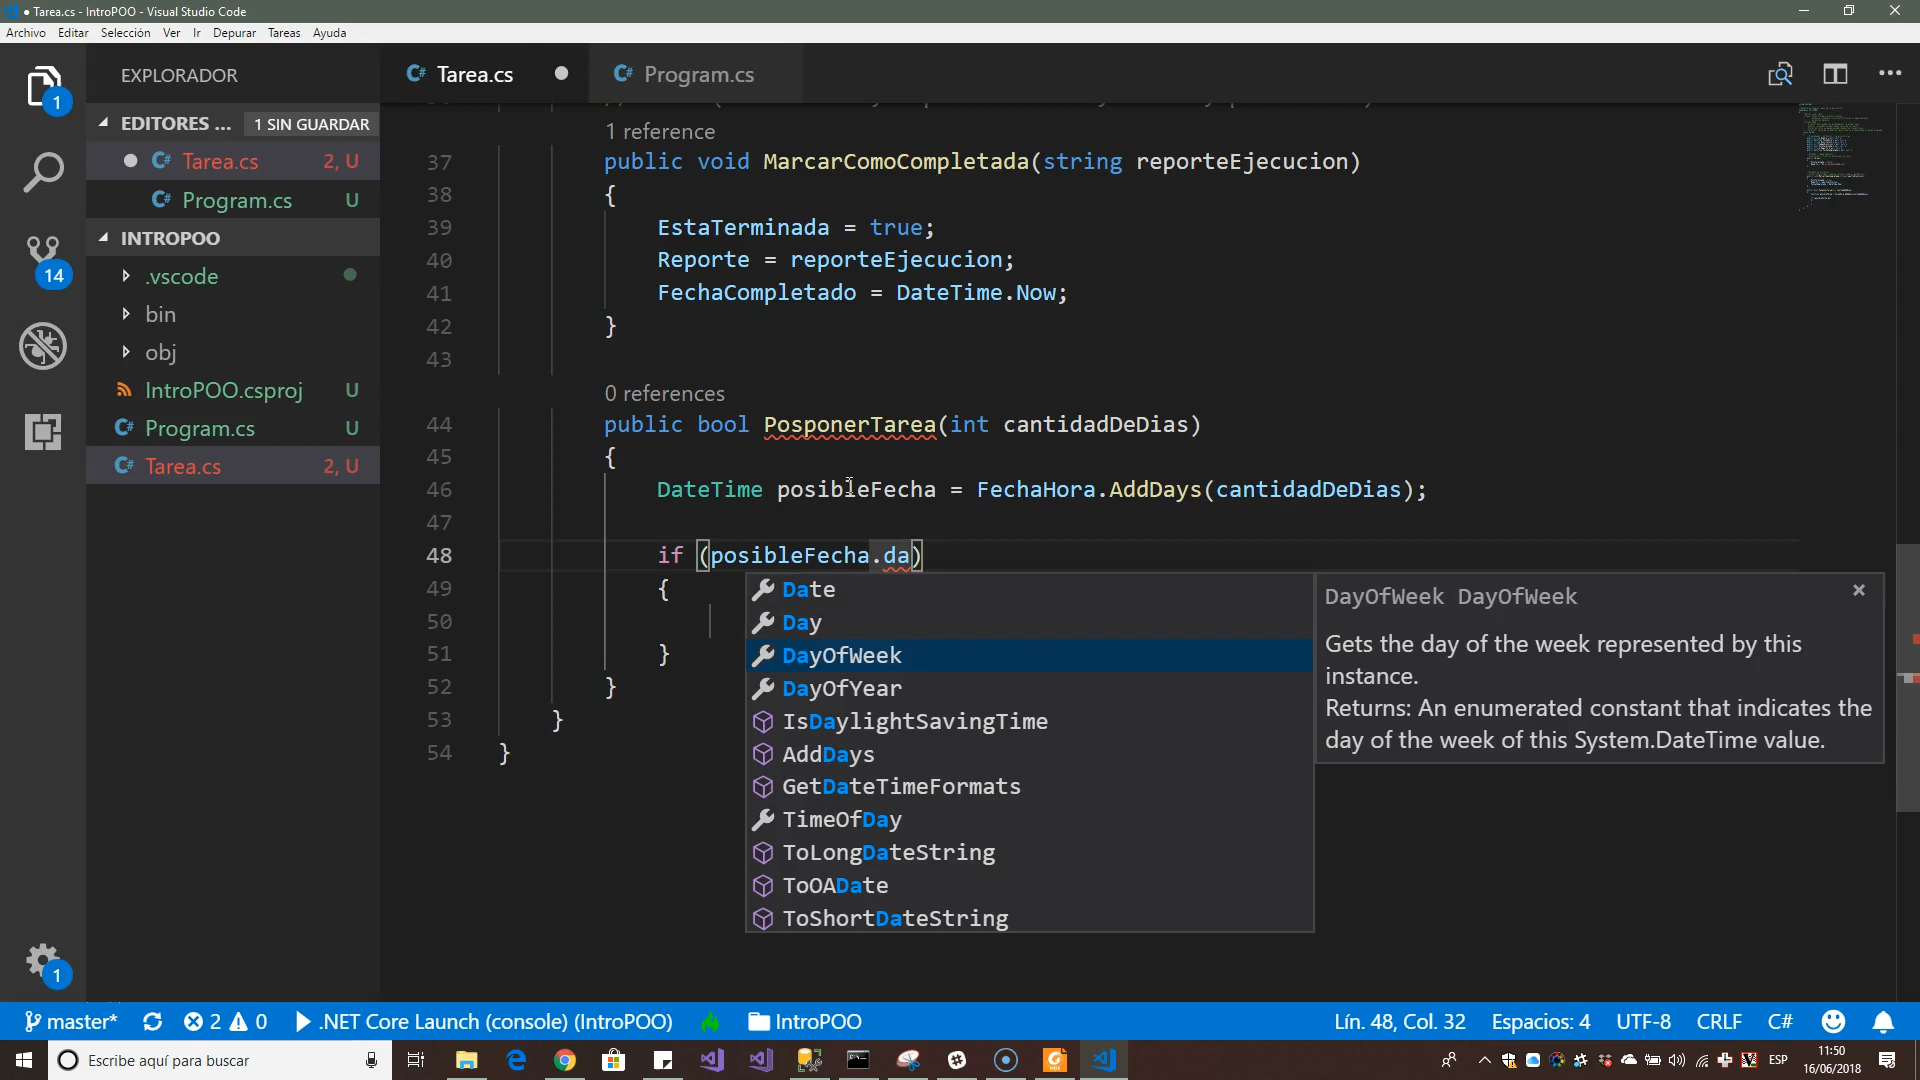 Tarea.cs - IntroPOO - Visual Studio Code
Archivo Editar Selección Ver Ir Depurar Tareas Ayuda
EXPLORADOR
Tarea.cs
Program.cs
1
EDITORES ... 1 SIN GUARDAR
Tarea.cs 2, U
Program.cs U
INTROPOO
.vscode
14
bin
obj
IntroPOO.csproj U
Program.cs U
Tarea.cs 2, U
1
1 reference
37 public void MarcarComoCompletada(string reporteEjecucion)
38 {
39 EstaTerminada = true;
40 Reporte = reporteEjecucion;
41 FechaCompletado = DateTime.Now;
42 }
43
0 references
44 public bool PosponerTarea(int cantidadDeDias)
45 {
46 DateTime posibleFecha = FechaHora.AddDays(cantidadDeDias);
47
48 if (posibleFecha.da)
49 {
50
51 }
52 }
53 }
54 }
Date
Day
DayOfWeek
DayOfYear
IsDaylightSavingTime
AddDays
GetDateTimeFormats
TimeOfDay
ToLongDateString
ToOADate
ToShortDateString
DayOfWeek DayOfWeek
Gets the day of the week represented by this
instance.
Returns: An enumerated constant that indicates the
day of the week of this System.DateTime value.
master* 2 0 .NET Core Launch (console) (IntroPOO) IntroPOO Lín. 48, Col. 32 Espacios: 4 UTF-8 CRLF C#
Escribe aquí para buscar
ESP
11:50
16/06/2018